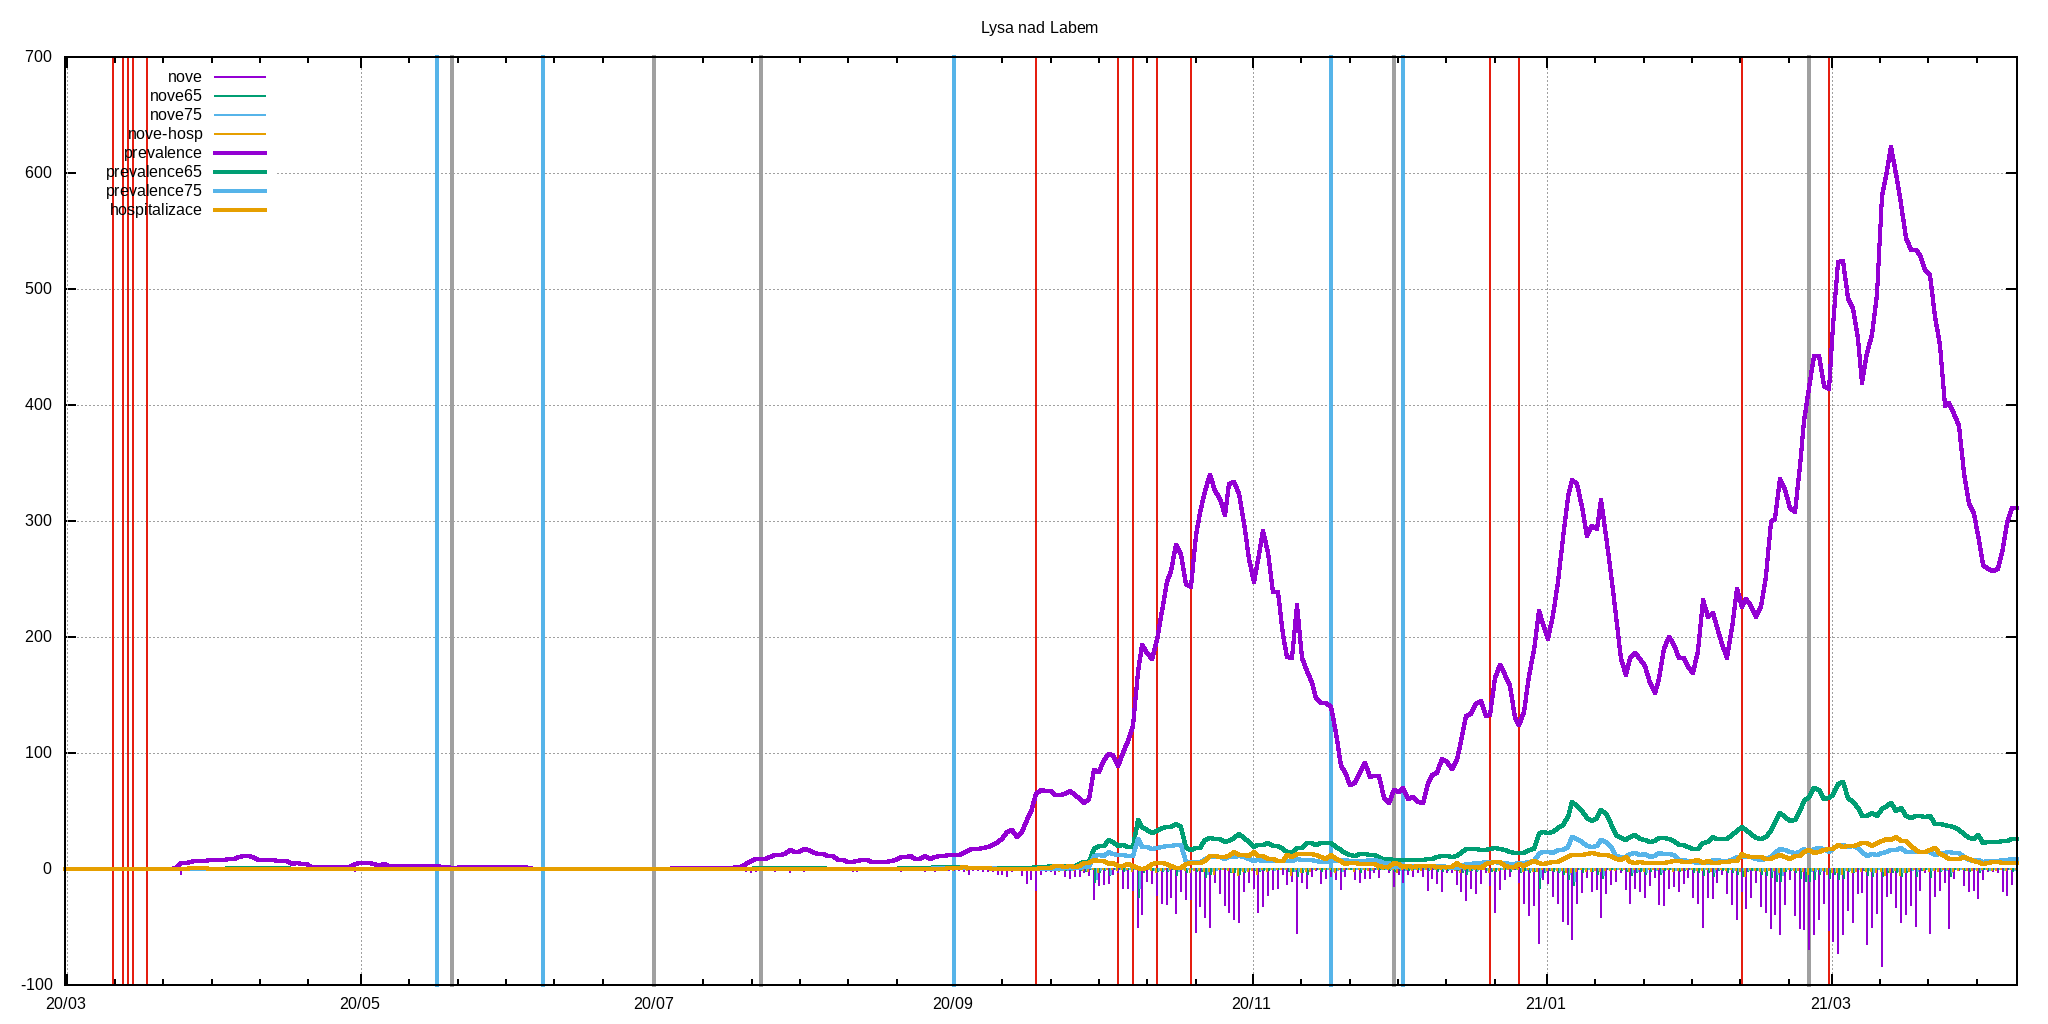 Lysa nad Labem
700
600
500
400
300
200
100
0
-100
nove
nove65
nove75
nove-hosp
prevalence
prevalence65
prevalence75
hospitalizace
20/03 20/05 20/07 20/09 20/11 21/01 21/03